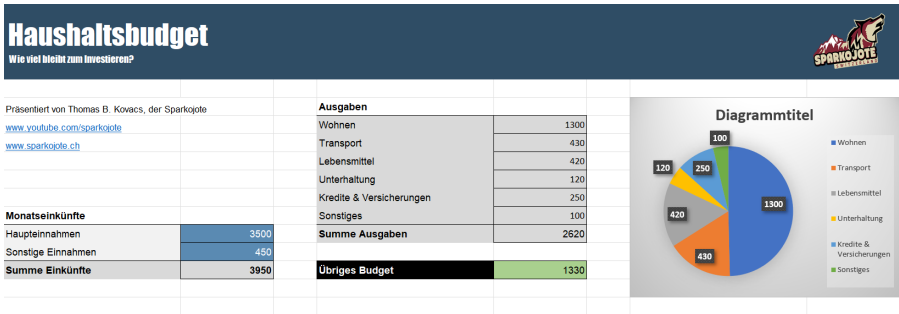 Haushaltsbudget
Wie viel bleibt zum Investieren?
SPARKOJOTE
SWITZERLAND
Präsentiert von Thomas B. Kovacs, der Sparkojote
www.youtube.com/sparkojote
www.sparkojote.ch
Monatseinkünfte
Haupteinnahmen 3500
Sonstige Einnahmen 450
Summe Einkünfte 3950
Ausgaben
Wohnen 1300
Transport 430
Lebensmittel 420
Unterhaltung 120
Kredite & Versicherungen 250
Sonstiges 100
Summe Ausgaben 2620
Übriges Budget 1330
Diagrammtitel
100
250
120
420
430
1300
Wohnen
Transport
Lebensmittel
Unterhaltung
Kredite &
Versicherungen
Sonstiges